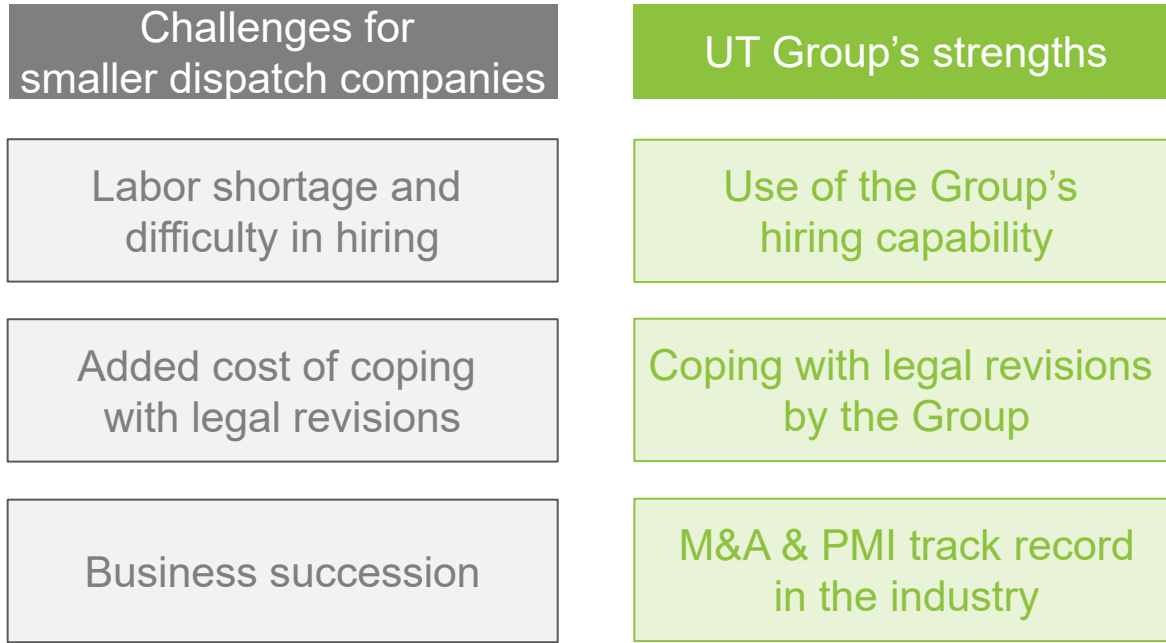 Challenges for
smaller dispatch companies
UT Group’s strengths
Labor shortage and
difficulty in hiring
Use of the Group’s
hiring capability
Added cost of coping
with legal revisions
Coping with legal revisions
by the Group
Business succession
M&A & PMI track record
in the industry